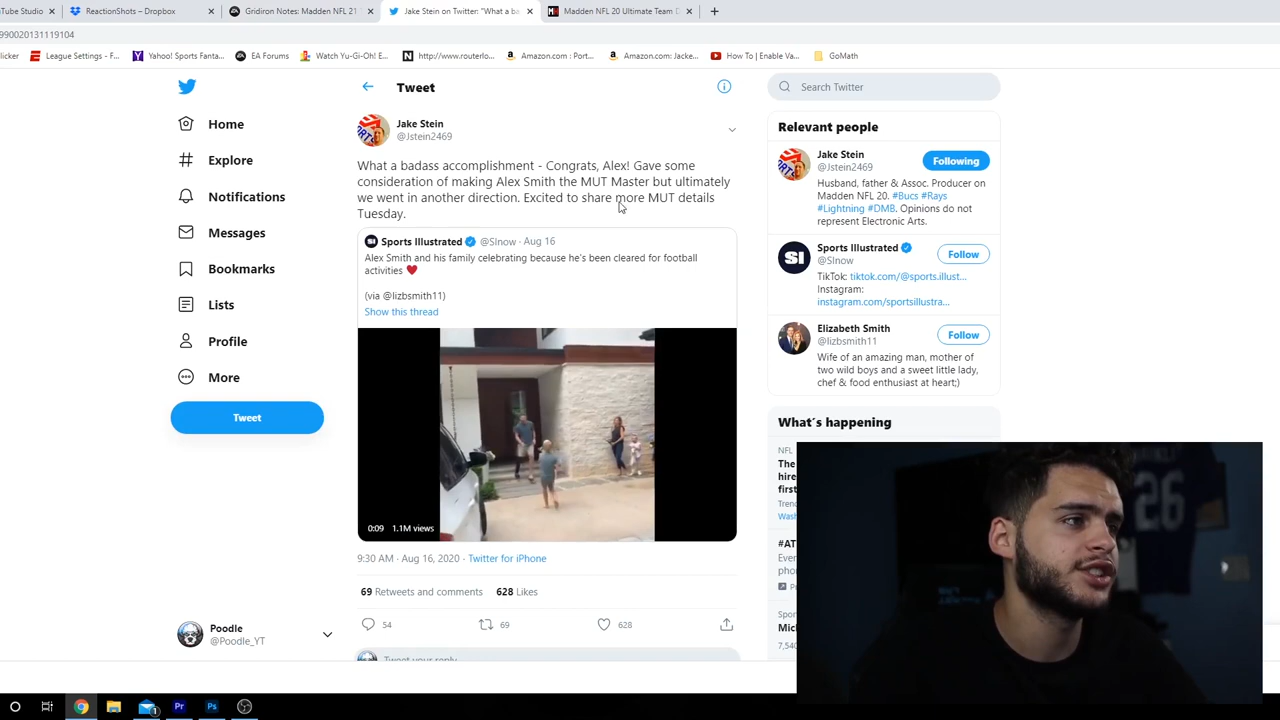 Tube Studio
ReactionShots – Dropbox
Gridiron Notes: Madden NFL 21
Jake Stein on Twitter: "What a ba
Madden NFL 20 Ultimate Team D
990020131119104
licker
League Settings - F...
Yahoo! Sports Fanta...
EA Forums
Watch Yu-Gi-Oh! E...
http://www.routerlo...
Amazon.com : Port...
Amazon.com: Jacke...
How To | Enable Va...
GoMath
Tweet
Search Twitter
Home
Explore
Notifications
Messages
Bookmarks
Lists
Profile
More
Tweet
Poodle
@Poodle_YT
Jake Stein
@Jstein2469
What a badass accomplishment - Congrats, Alex! Gave some
consideration of making Alex Smith the MUT Master but ultimately
we went in another direction. Excited to share more MUT details
Tuesday.
SI Sports Illustrated @SInow · Aug 16
Alex Smith and his family celebrating because he's been cleared for football
activities ❤️
(via @lizbsmith11)
Show this thread
0:09 1.1M views
9:30 AM · Aug 16, 2020 · Twitter for iPhone
69 Retweets and comments 628 Likes
54 69 628
Tweet your reply
Relevant people
Jake Stein
@Jstein2469
Following
Husband, father & Assoc. Producer on
Madden NFL 20. #Bucs #Rays
#Lightning #DMB. Opinions do not
represent Electronic Arts.
SI
Sports Illustrated
@SInow
Follow
TikTok: tiktok.com/@sports.illust...
Instagram:
instagram.com/sportsillustra...
Elizabeth Smith
@lizbsmith11
Follow
Wife of an amazing man, mother of
two wild boys and a sweet little lady,
chef & food enthusiast at heart;)
What's happening
NFL
The
hire
first
Trend
Wash
#AT
Ever
pho
P
Spor
Mic
7,540
26